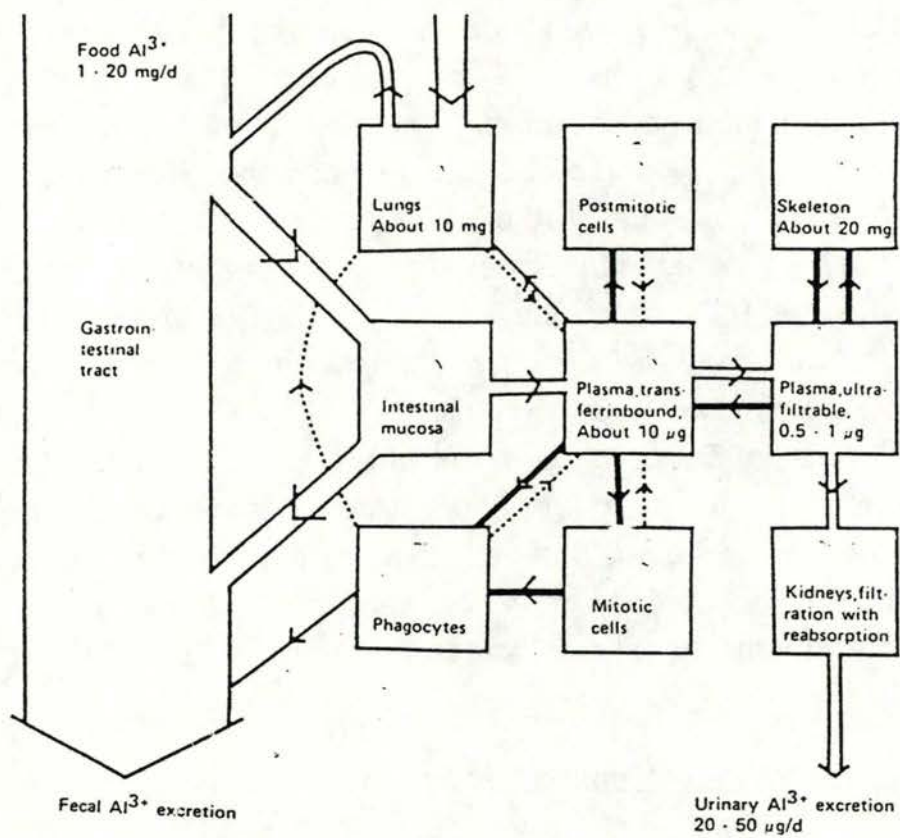 Food Al³⁺
1 - 20 mg/d
Lungs
About 10 mg
Postmitotic
cells
Skeleton
About 20 mg
Gastroin-
testinal
tract
Intestinal
mucosa
Plasma, trans-
ferrinbound,
About 10 µg
Plasma, ultra-
filtrable,
0.5 - 1 µg
Phagocytes
Mitotic
cells
Kidneys, filt-
ration with
reabsorption
Fecal Al³⁺ excretion
Urinary Al³⁺ excretion
20 - 50 µg/d